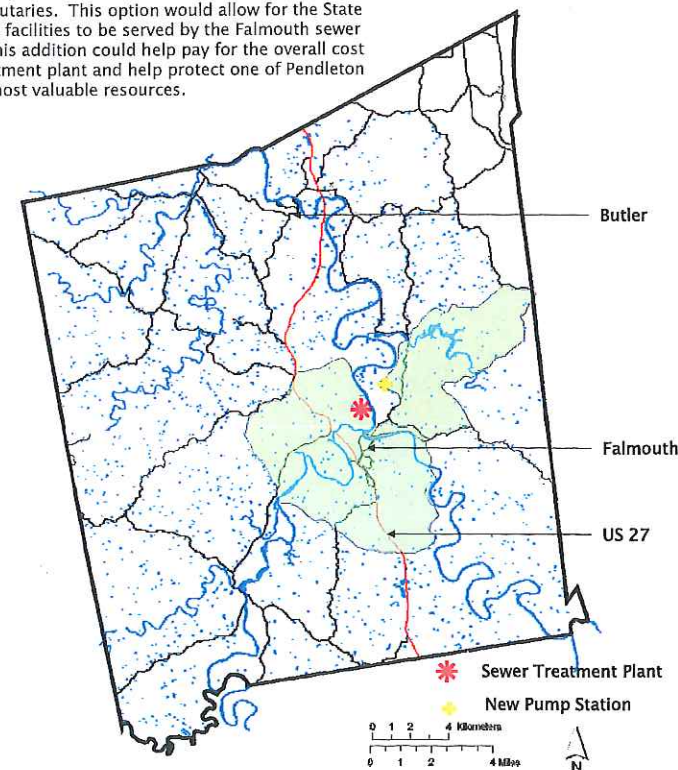 utaries. This option would allow for the State
facilities to be served by the Falmouth sewer
his addition could help pay for the overall cost
tment plant and help protect one of Pendleton
nost valuable resources.
Butler
Falmouth
US 27
Sewer Treatment Plant
New Pump Station
0 1 2 4 Kilometers
0 1 2 4 Miles
N